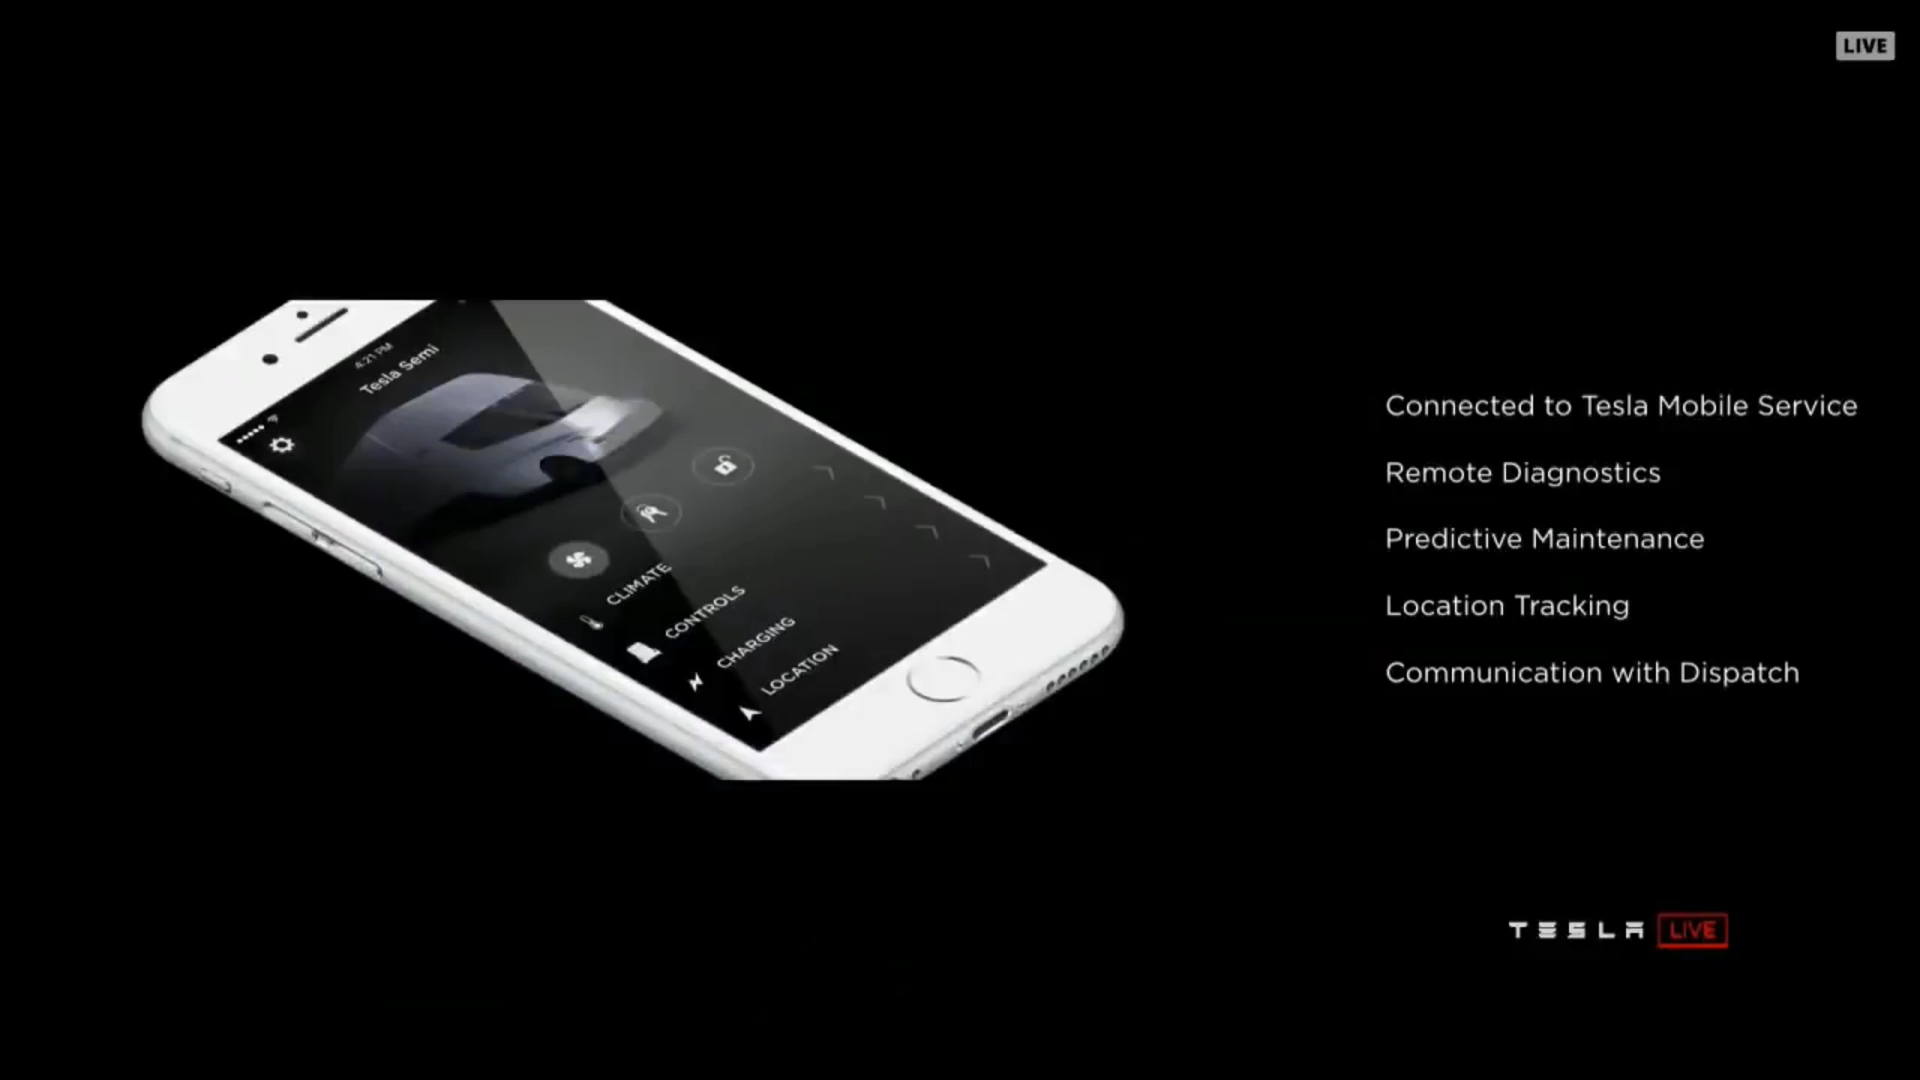 LIVE
4:21 PM
Tesla Semi
CLIMATE
CONTROLS
CHARGING
LOCATION
Connected to Tesla Mobile Service
Remote Diagnostics
Predictive Maintenance
Location Tracking
Communication with Dispatch
TESLA LIVE